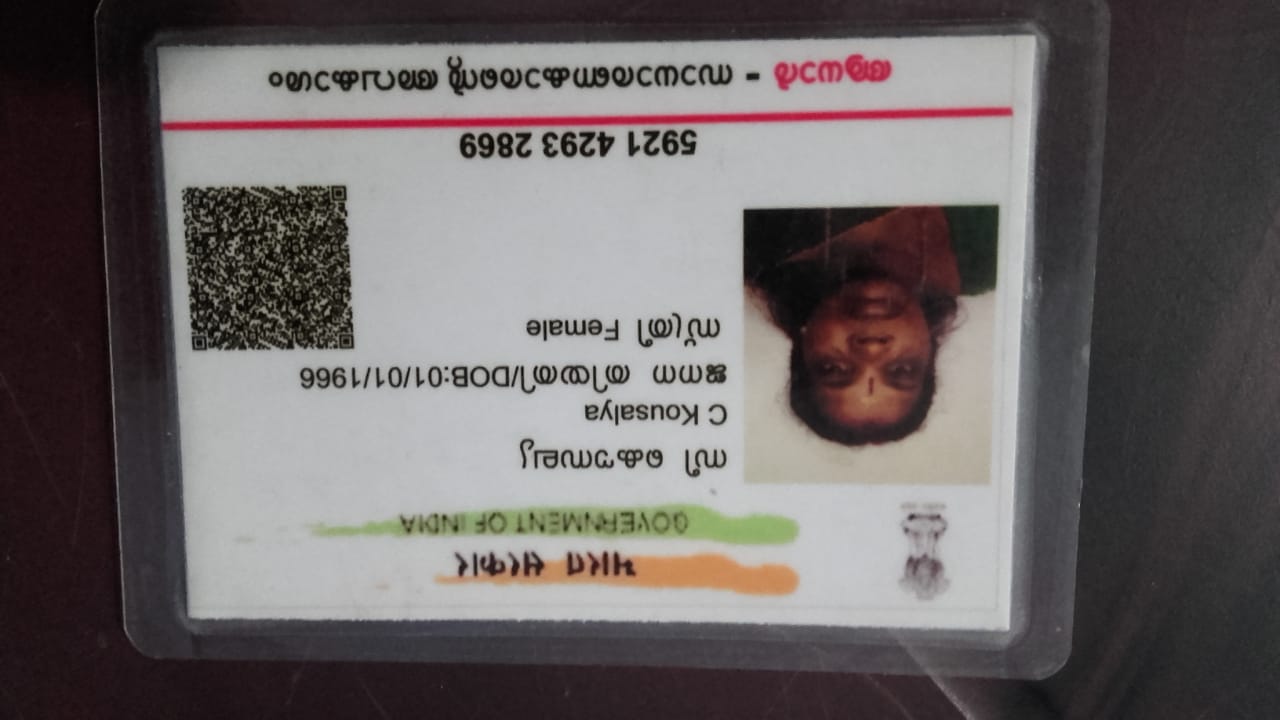 भारत सरकार
GOVERNMENT OF INDIA
സി കൌസല്യ
C Kousalya
ജനന തിയതി/DOB:01/01/1966
സ്ത്രീ Female
5921 4293 2869
ആധാർ - സാധാരണക്കാരന്റെ അവകാശം